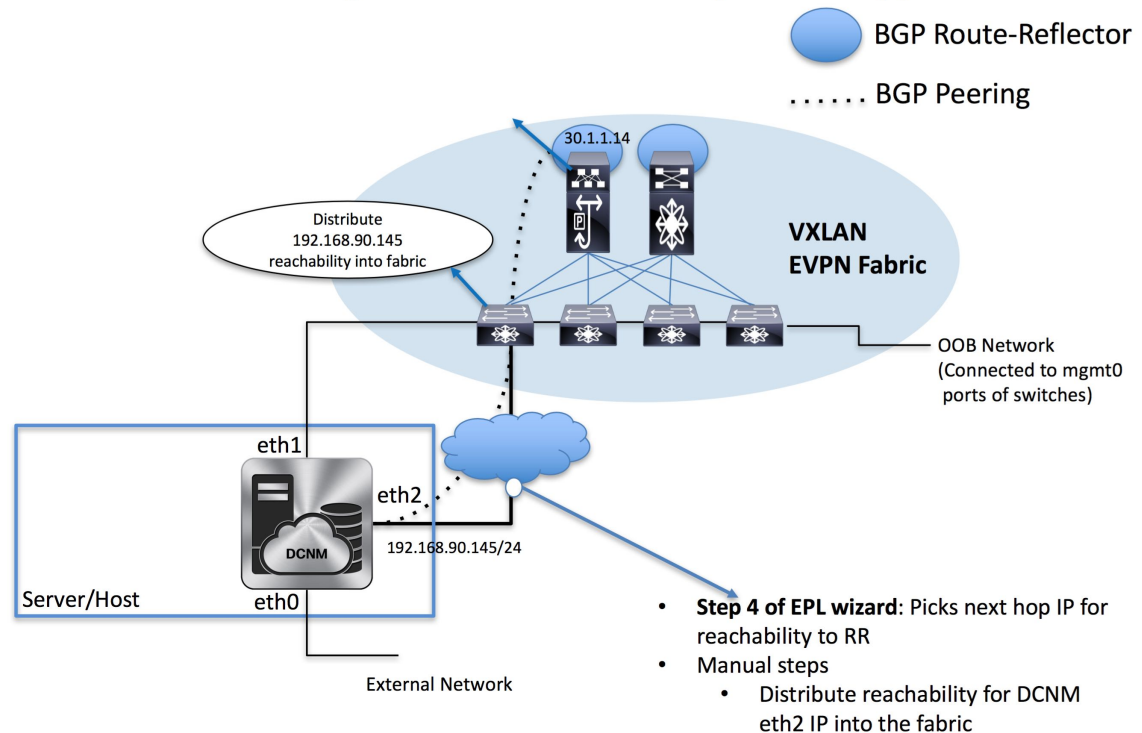 BGP Route-Reflector
BGP Peering
30.1.1.14
Distribute
192.168.90.145
reachability into fabric
VXLAN
EVPN Fabric
P
OOB Network
(Connected to mgmt0
ports of switches)
eth1
eth2
192.168.90.145/24
DCNM
Server/Host
eth0
External Network
• Step 4 of EPL wizard: Picks next hop IP for
reachability to RR
• Manual steps
• Distribute reachability for DCNM
eth2 IP into the fabric